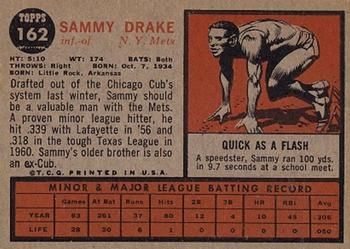 TOPPS
162
SAMMY DRAKE
inf.-of N. Y. Mets
HT: 5:10 WT: 174 BATS: Both
THROWS: Right BORN: Oct. 7, 1934
BORN: Little Rock, Arkansas
Drafted out of the Chicago Cub's
system last winter, Sammy should
be a valuable man with the Mets.
A proven minor league hitter, he
hit .339 with Lafayette in '56 and
.318 in the tough Texas League in
1960. Sammy's older brother is also
an ex-Cub.
© T.C.G. PRINTED IN U.S.A.
QUICK AS A FLASH
A speedster, Sammy ran 100 yds.
in 9.7 seconds at a school meet.
MINOR & MAJOR LEAGUE BATTING RECORD
Games AB Runs Hits 2B 3B HR RBI Avg.
YEAR 63 261 37 80 12 4 10 45 .306
LIFE 28 20 6 1 0 0 0 0 .050